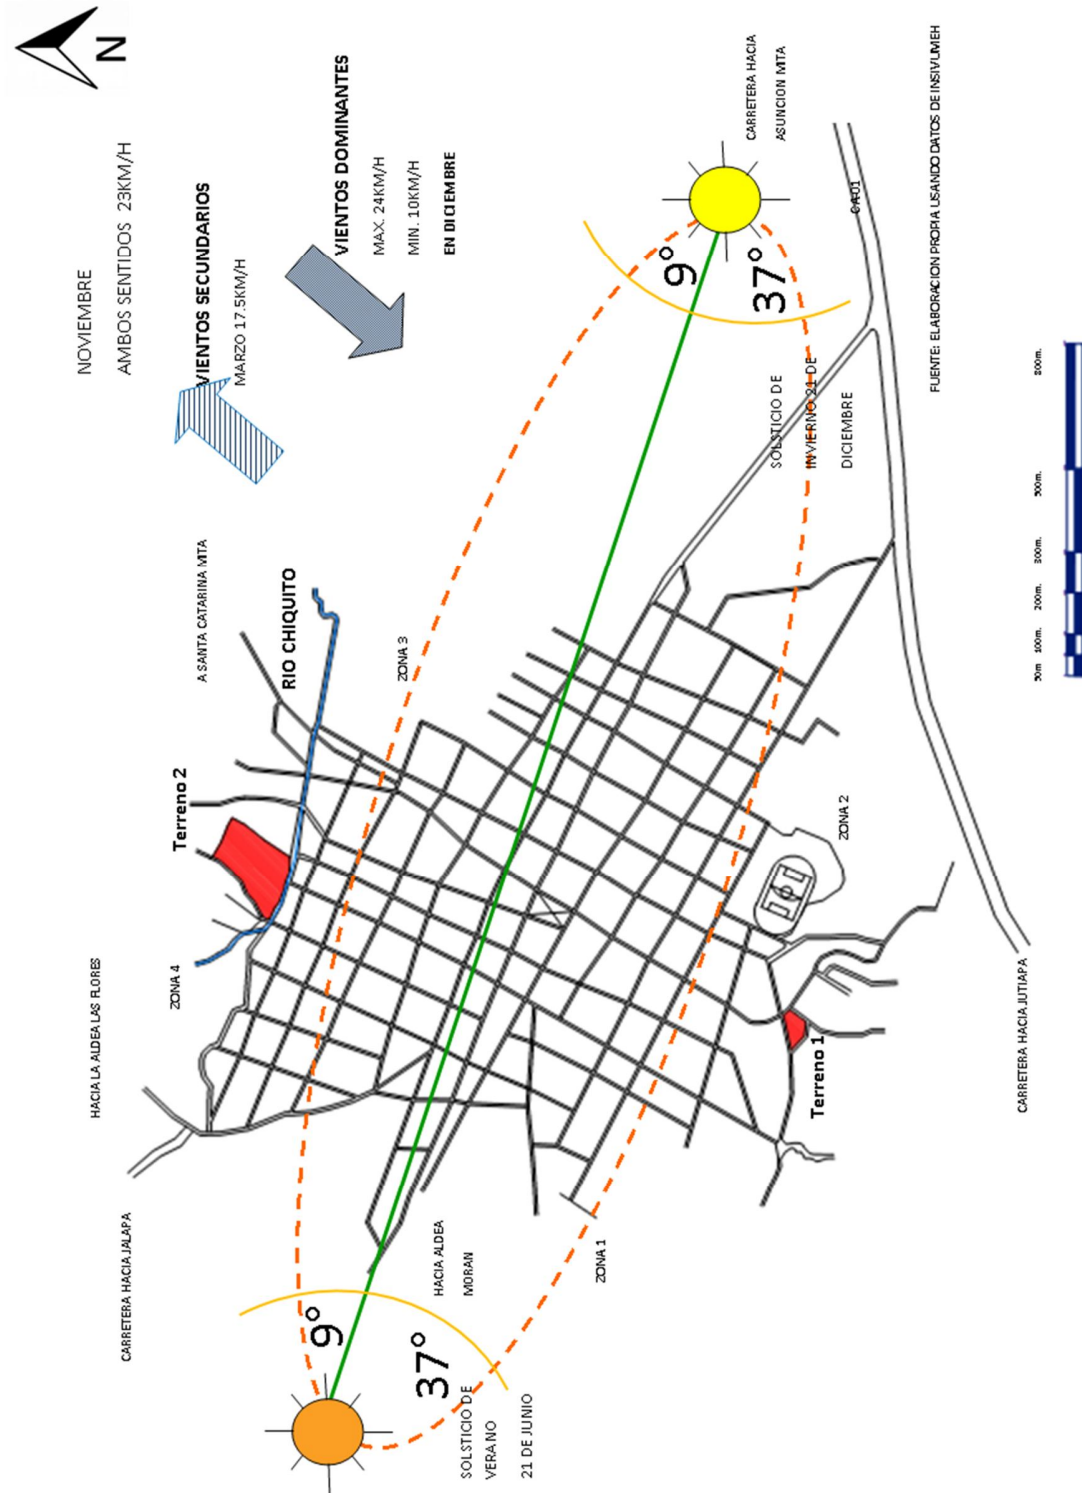 N
NOVIEMBRE
AMBOS SENTIDOS 23KM/H
VIENTOS SECUNDARIOS
MARZO 17.5KM/H
VIENTOS DOMINANTES
MAX. 24KM/H
MIN. 10KM/H
EN DICIEMBRE
CARRETERA HACIA
ASUNCION MITA
CA-01
9°
37°
SOLSTICIO DE
INVIERNO 21 DE
DICIEMBRE
A SANTA CATARINA MITA
RIO CHIQUITO
ZONA 3
Terreno 2
ZONA 4
HACIA LA ALDEA LAS FLORES
CARRETERA HACIA JALAPA
ZONA 2
Terreno 1
CARRETERA HACIA JUTIAPA
HACIA ALDEA
MORAN
ZONA 1
9°
37°
SOLSTICIO DE
VERANO
21 DE JUNIO
FUENTE: ELABORACION PROPIA USANDO DATOS DE INSIVUMEH
100m.
200m.